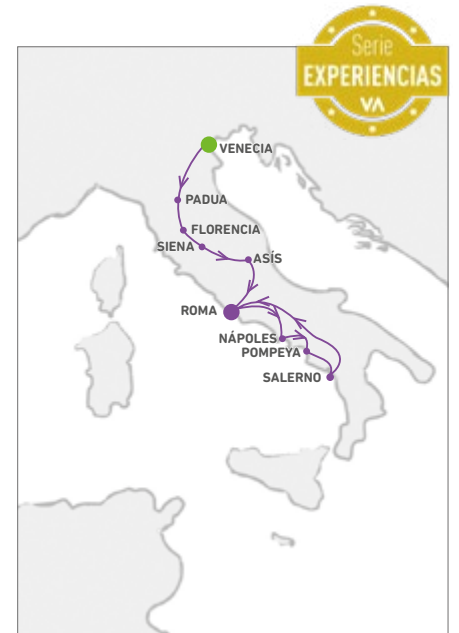 Serie
EXPERIENCIAS
VA
VENECIA
PADUA
FLORENCIA
SIENA
ASÍS
ROMA
NÁPOLES
POMPEYA
SALERNO